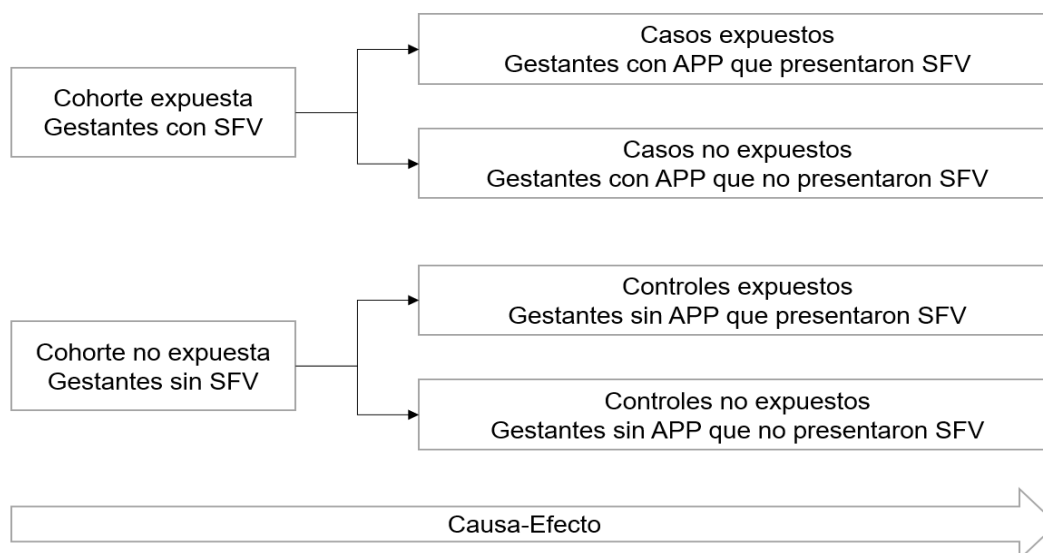 Cohorte expuesta
Gestantes con SFV
Casos expuestos
Gestantes con APP que presentaron SFV
Casos no expuestos
Gestantes con APP que no presentaron SFV
Cohorte no expuesta
Gestantes sin SFV
Controles expuestos
Gestantes sin APP que presentaron SFV
Controles no expuestos
Gestantes sin APP que no presentaron SFV
Causa-Efecto